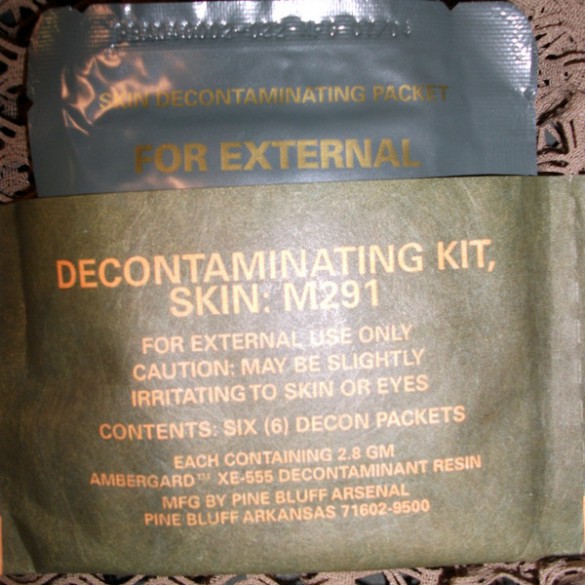 SKIN DECONTAMINATING PACKET
FOR EXTERNAL
DECONTAMINATING KIT,
SKIN: M291
FOR EXTERNAL USE ONLY
CAUTION: MAY BE SLIGHTLY
IRRITATING TO SKIN OR EYES
CONTENTS: SIX (6) DECON PACKETS
EACH CONTAINING 2.8 GM
AMBERGARD™ XE-555 DECONTAMINANT RESIN
MFG BY PINE BLUFF ARSENAL
PINE BLUFF ARKANSAS 71602-9500